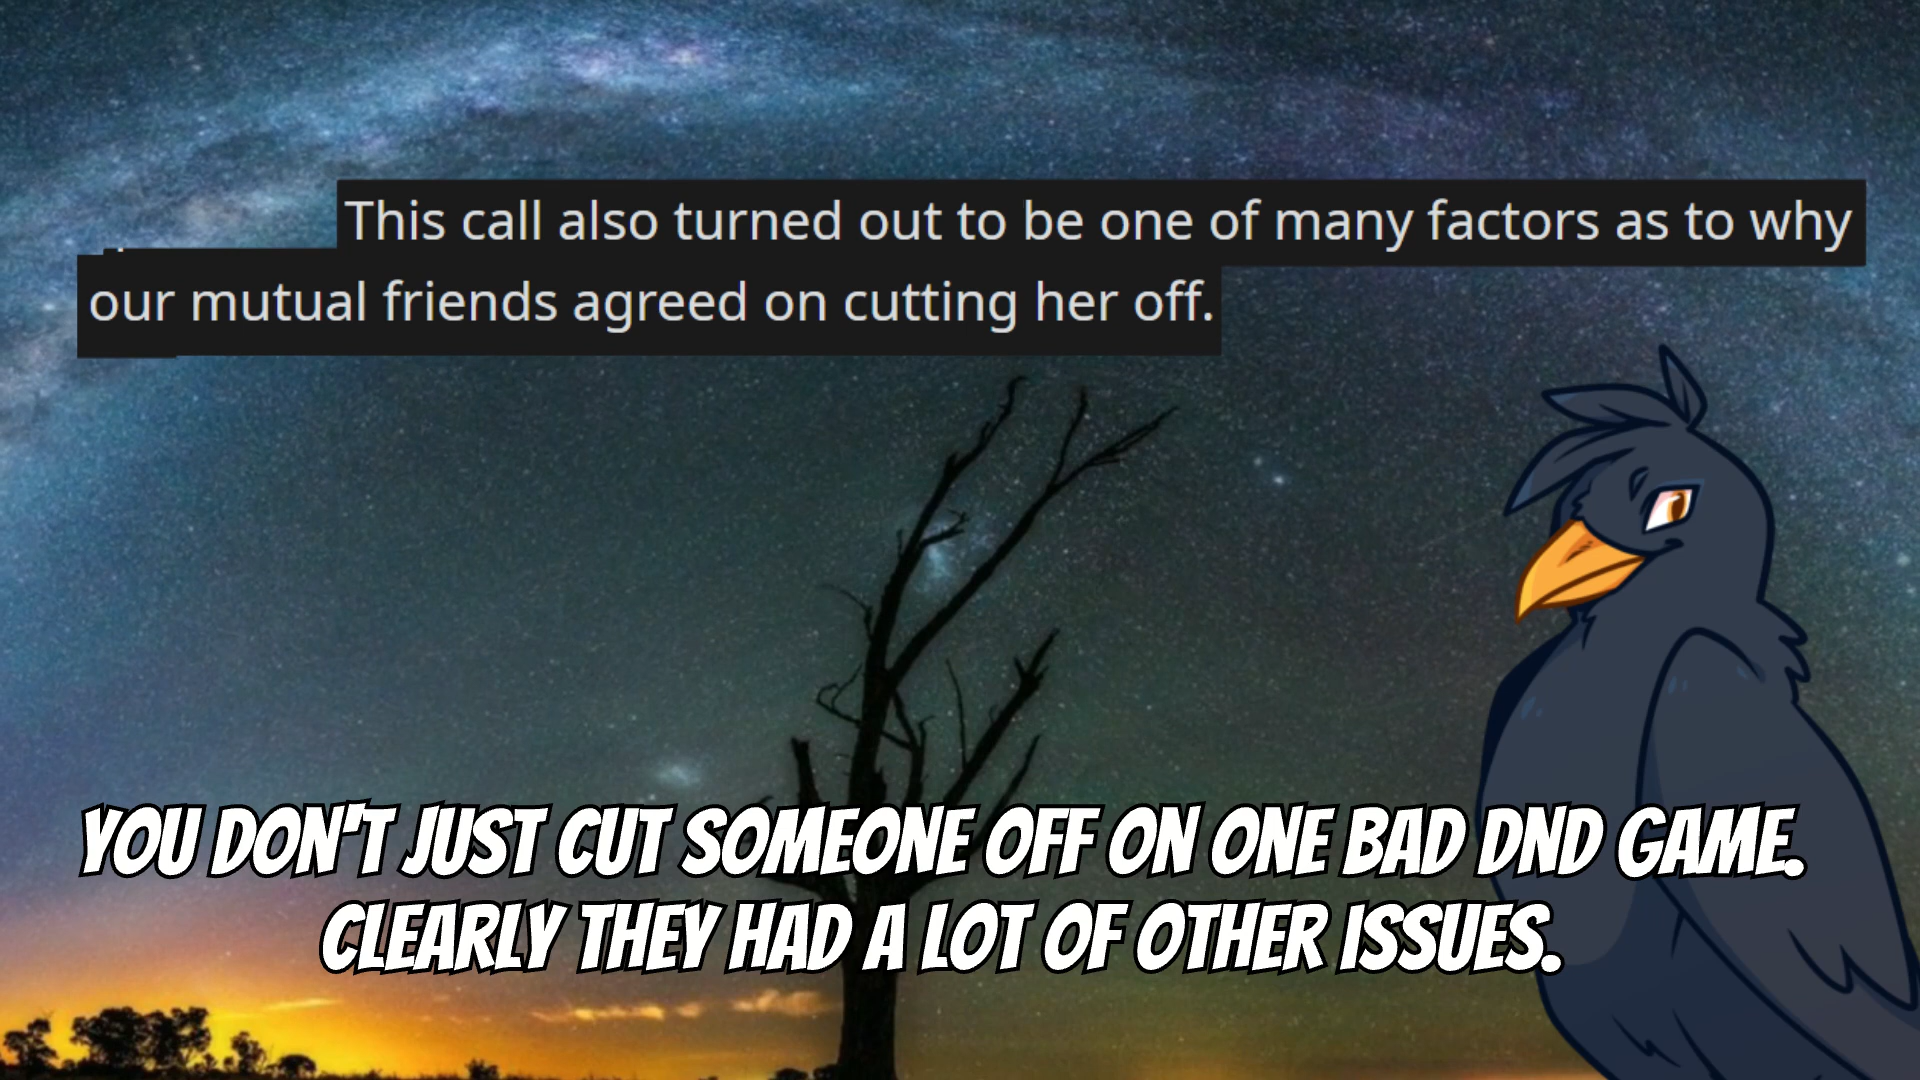 This call also turned out to be one of many factors as to why
our mutual friends agreed on cutting her off.
YOU DON'T JUST CUT SOMEONE OFF ON ONE BAD DND GAME.
CLEARLY THEY HAD A LOT OF OTHER ISSUES.